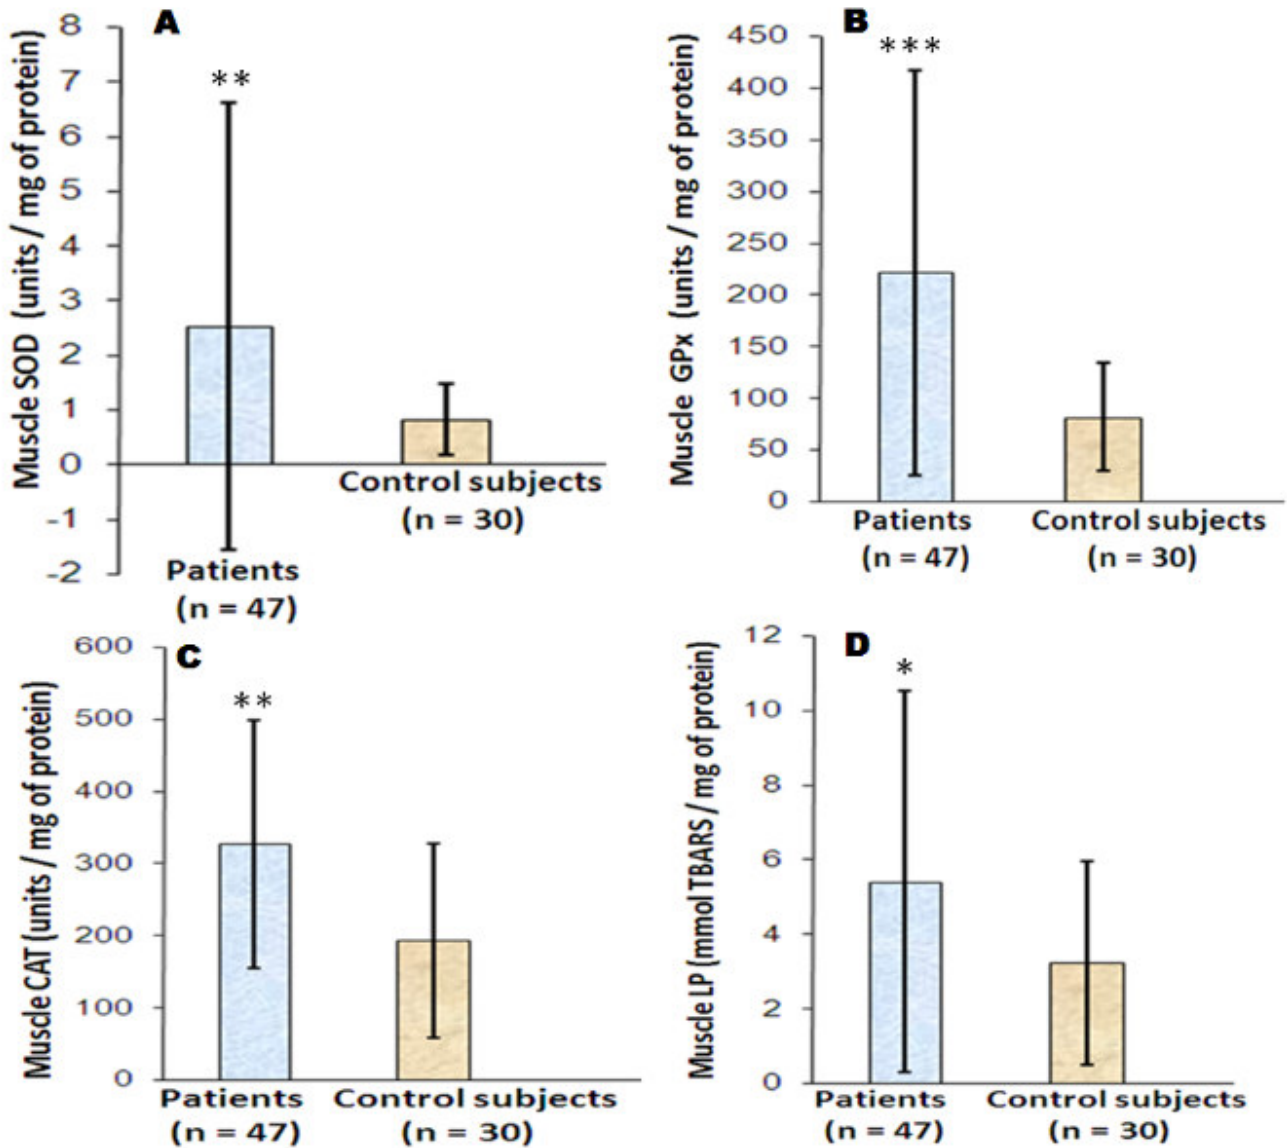 A
Muscle SOD (units / mg of protein)
8
7
6
5
4
3
2
1
0
-1
-2
**
Patients
(n = 47)
Control subjects
(n = 30)
B
Muscle GPx (units / mg of protein)
450
400
350
300
250
200
150
100
50
0
***
Patients
(n = 47)
Control subjects
(n = 30)
C
Muscle CAT (units / mg of protein)
600
500
400
300
200
100
0
**
Patients
(n = 47)
Control subjects
(n = 30)
D
Muscle LP (mmol TBARS / mg of protein)
12
10
8
6
4
2
0
*
Patients
(n = 47)
Control subjects
(n = 30)